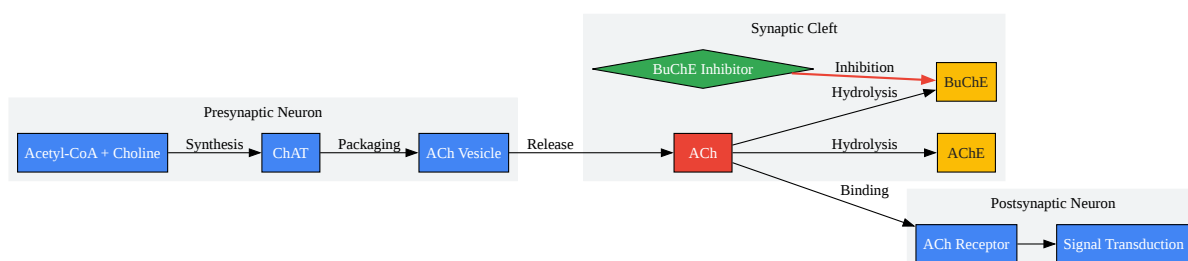 Synaptic Cleft
BuChE Inhibitor
Inhibition
BuChE
Hydrolysis
Presynaptic Neuron
Acetyl-CoA + Choline
Synthesis
ChAT
Packaging
ACh Vesicle
Release
ACh
Hydrolysis
AChE
Binding
Postsynaptic Neuron
ACh Receptor
Signal Transduction